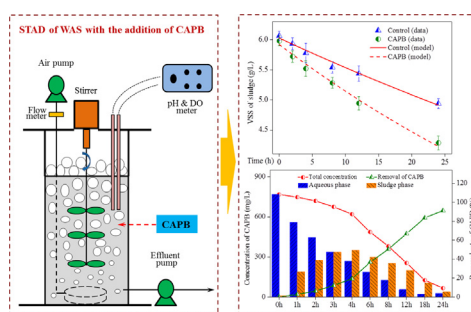 STAD of WAS with the addition of CAPB
Air pump
Stirrer
Flow
meter
pH & DO
meter
CAPB
Effluent
pump
VSS of sludge (g/L)
6.0
5.5
5.0
4.5
Control (data)
CAPB (data)
Control (model)
CAPB (model)
Time (h) 0 5 10 15 20 25
Total concentration
Removal of CAPB
Aqueous phase
Sludge phase
Concentration of CAPB (mg/L)
900
600
300
0
120
100
80
60
40
20
0
0h 1h 2h 3h 4h 6h 8h 12h 18h 24h